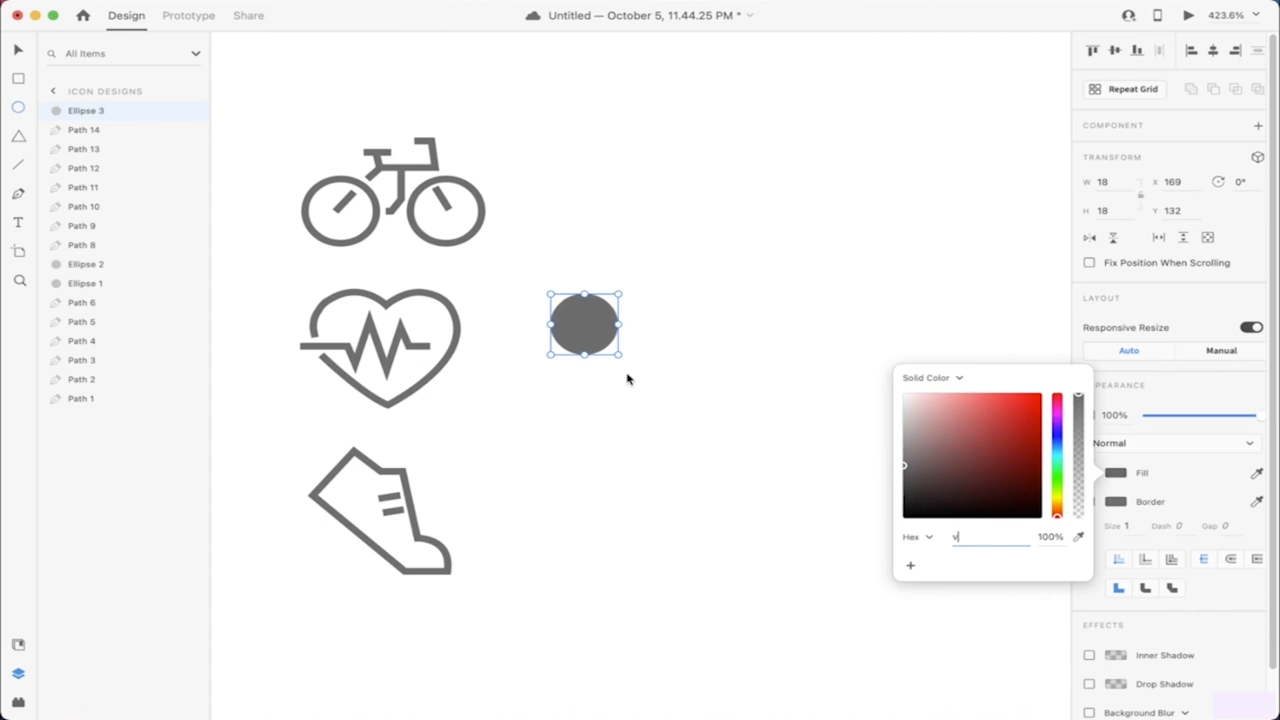 Design Prototype Share
Untitled — October 5, 11.44.25 PM *
423.6%
All Items
ICON DESIGNS
Ellipse 3
Path 14
Path 13
Path 12
Path 11
Path 10
Path 9
Path 8
Ellipse 2
Ellipse 1
Path 6
Path 5
Path 4
Path 3
Path 2
Path 1
Solid Color
Hex v 100%
Repeat Grid
COMPONENT
TRANSFORM
W 18 X 169 0°
H 18 Y 132
Fix Position When Scrolling
LAYOUT
Responsive Resize
Auto Manual
PEARANCE
100%
Normal
Fill
Border
Size 1 Dash 0 Gap 0
EFFECTS
Inner Shadow
Drop Shadow
Background Blur